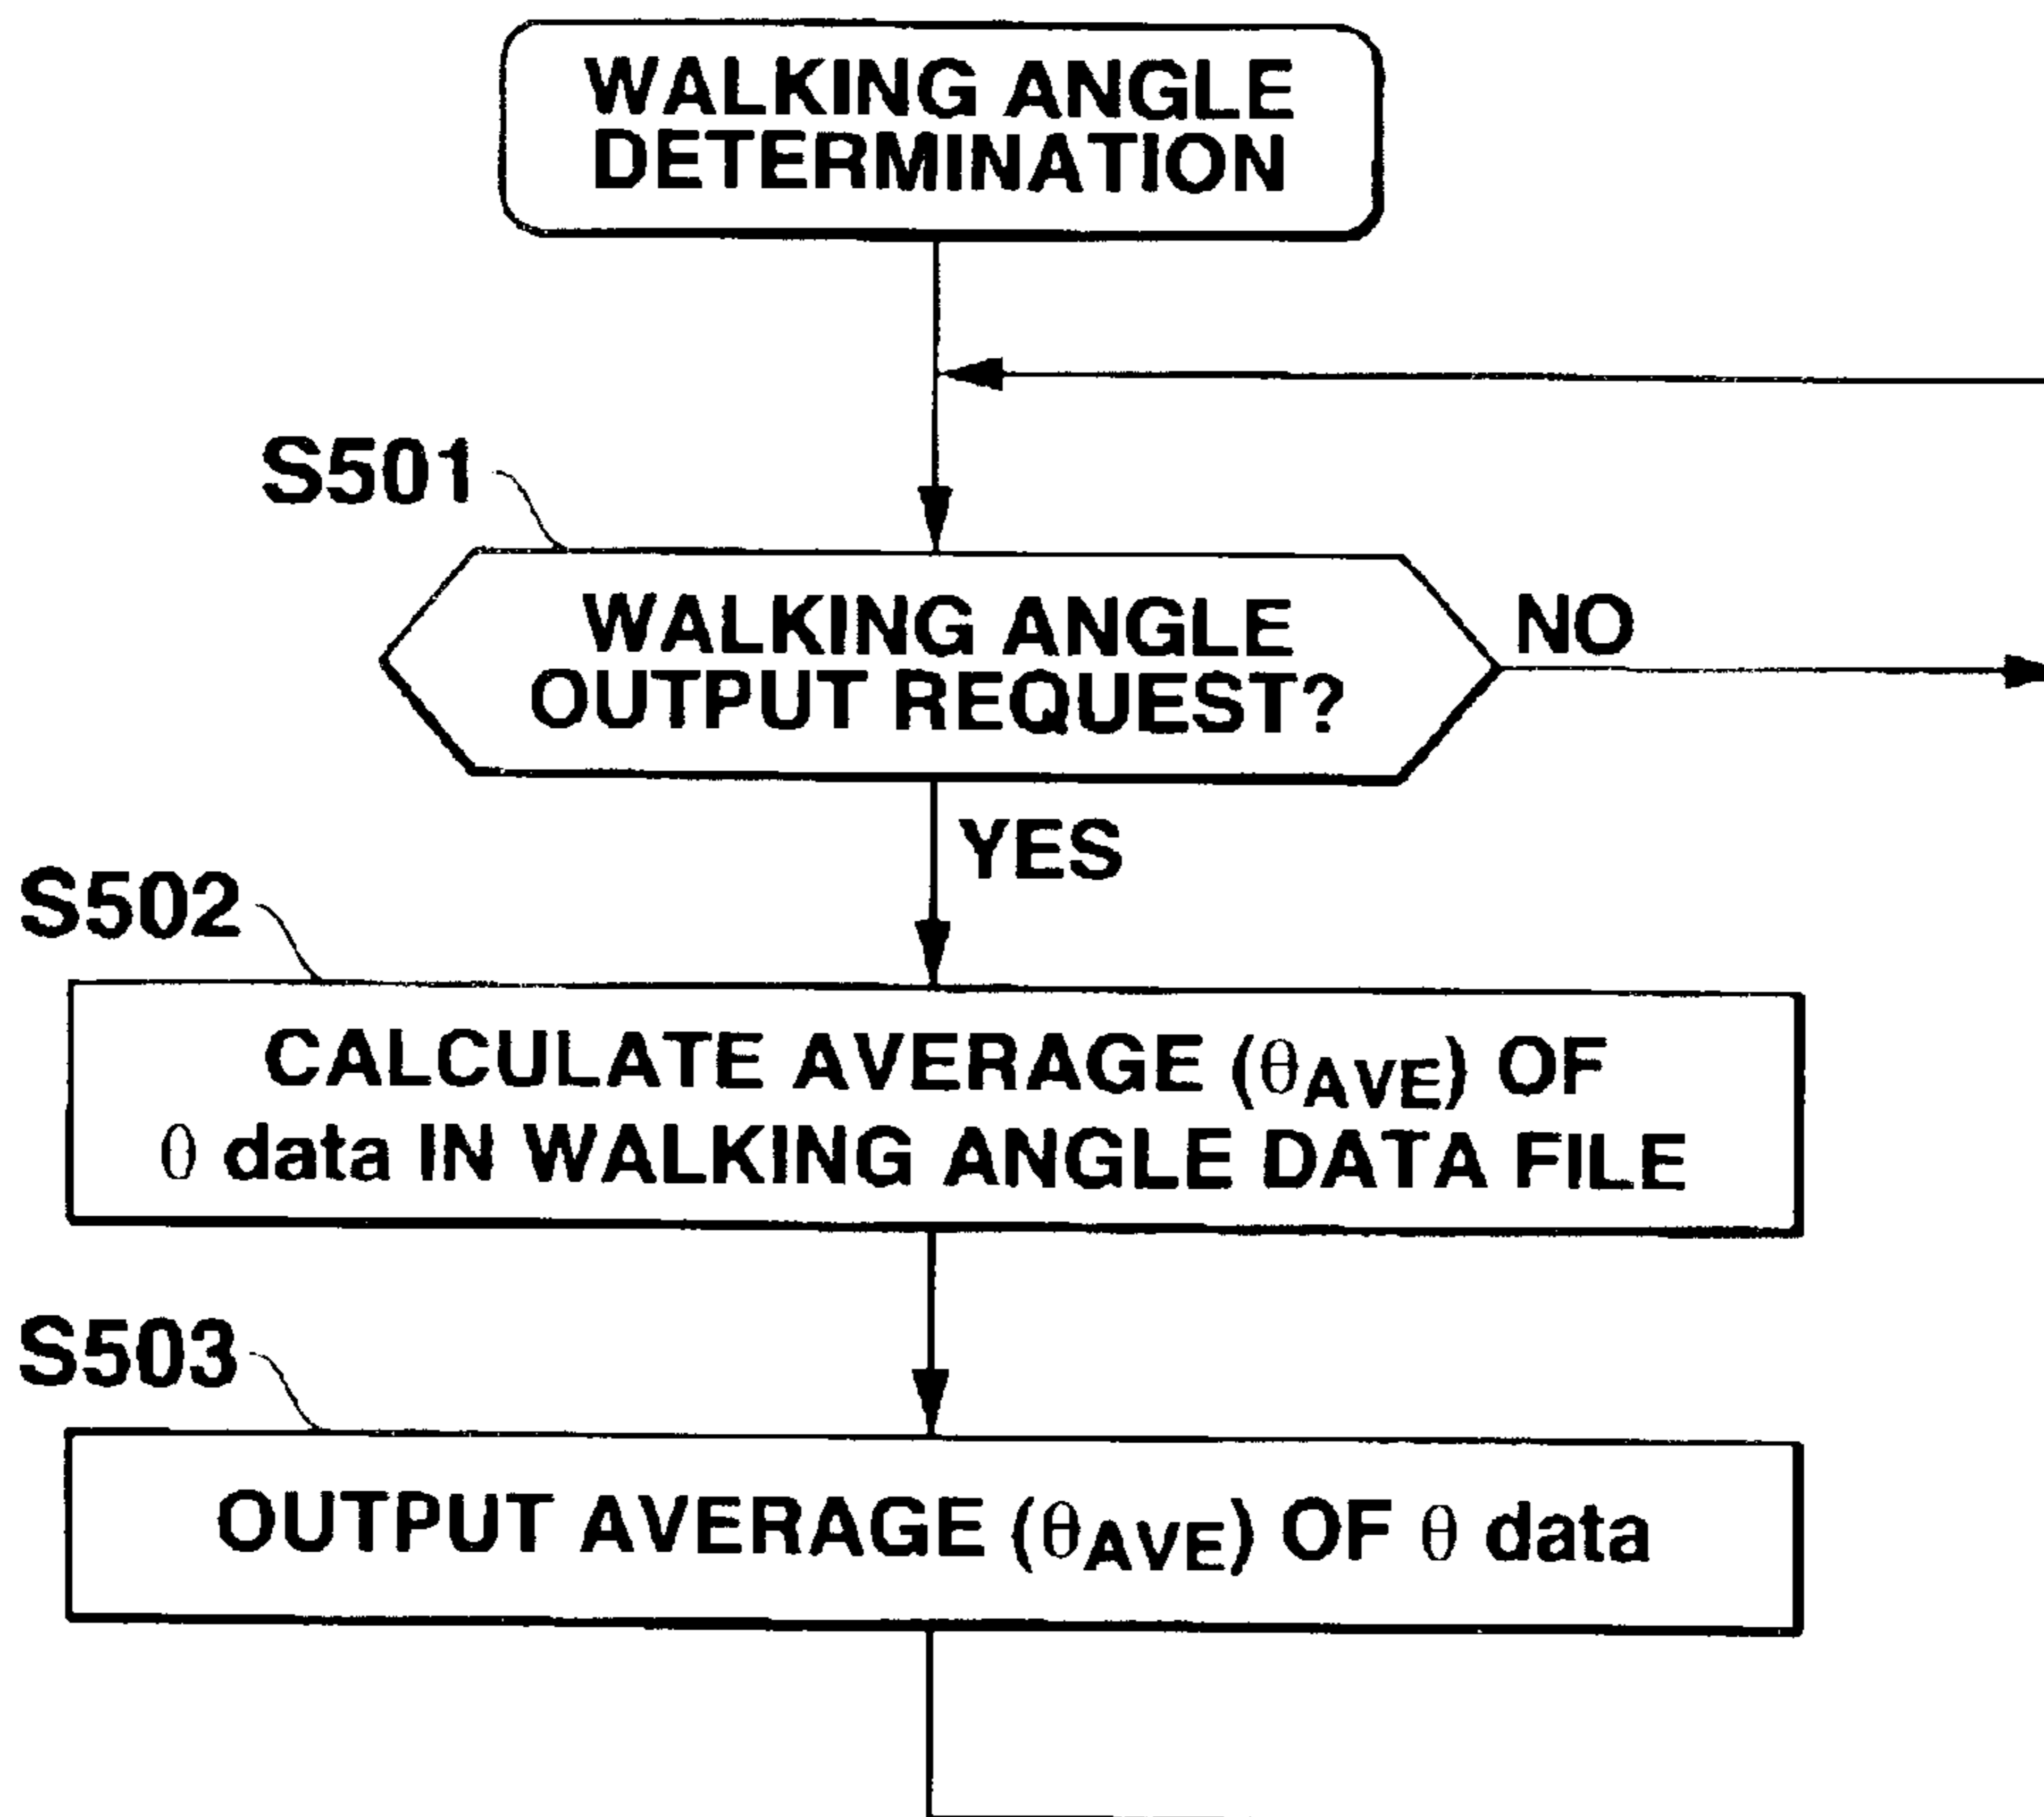 WALKING ANGLE
DETERMINATION
S501
WALKING ANGLE
OUTPUT REQUEST?
NO
YES
S502
CALCULATE AVERAGE (θAVE) OF
θ data IN WALKING ANGLE DATA FILE
S503
OUTPUT AVERAGE (θAVE) OF θ data